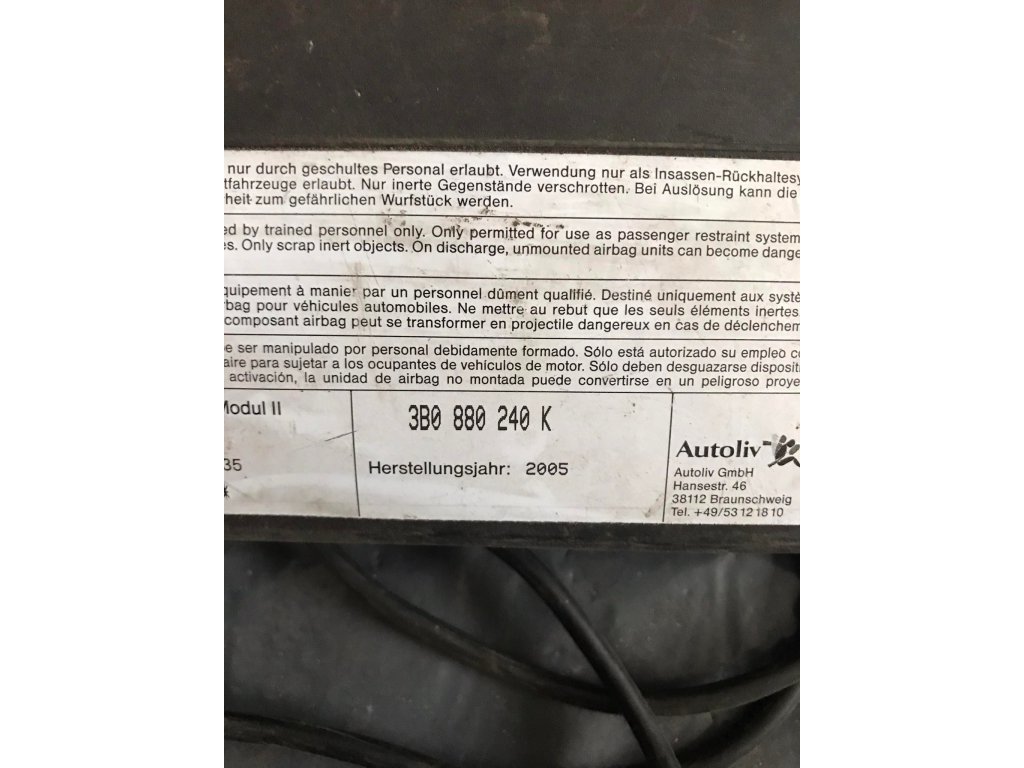 nur durch geschultes Personal erlaubt. Verwendung nur als Insassen-Rückhaltesy
tfahrzeuge erlaubt. Nur inerte Gegenstände verschrotten. Bei Auslösung kann die
heit zum gefährlichen Wurfstück werden.
ed by trained personnel only. Only permitted for use as passenger restraint system
es. Only scrap inert objects. On discharge, unmounted airbag units can become dange
quipement à manier par un personnel dûment qualifié. Destiné uniquement aux systè
rbag pour véhicules automobiles. Ne mettre au rebut que les seuls éléments inertes.
composant airbag peut se transformer en projectile dangereux en cas de déclenchem
e ser manipulado por personal debidamente formado. Sólo está autorizado su empleo co
aire para sujetar a los ocupantes de vehículos de motor. Sólo deben desguazarse dispositi
activación, la unidad de airbag no montada puede convertirse en un peligroso proye
Modul II
35
*
3B0 880 240 K
Herstellungsjahr: 2005
Autoliv
Autoliv GmbH
Hansestr. 46
38112 Braunschweig
Tel. +49/53 12 18 10